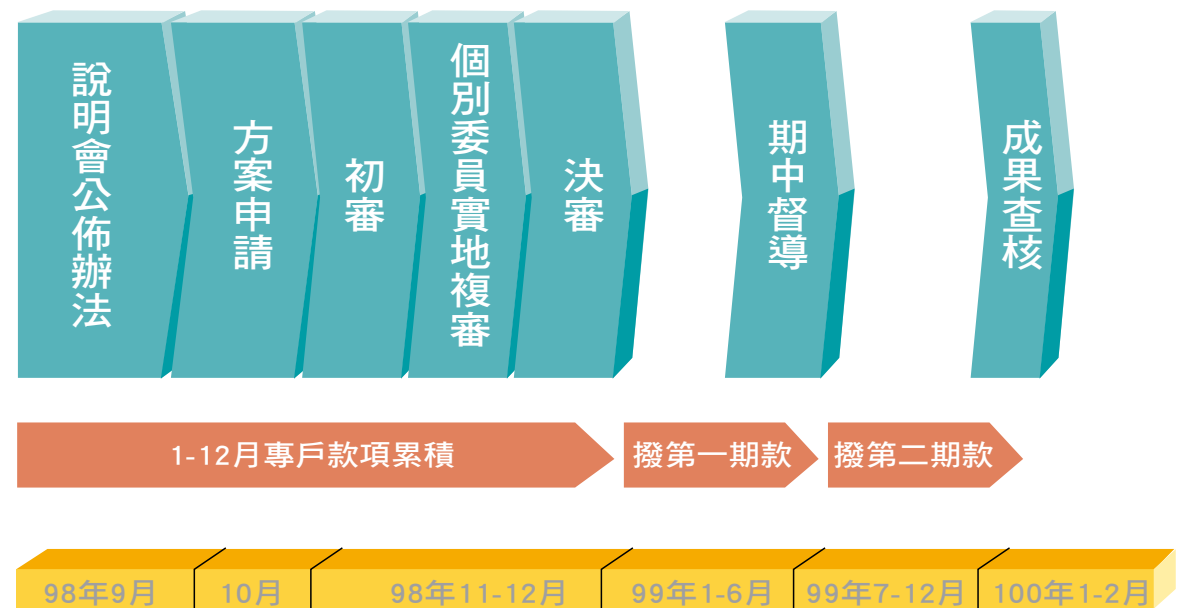 說明會公佈辦法
方案申請
初審
個別委員實地複審
決審
期中督導
成果查核
1-12月專戶款項累積
撥第一期款
撥第二期款
98年9月
10月
98年11-12月
99年1-6月
99年7-12月
100年1-2月